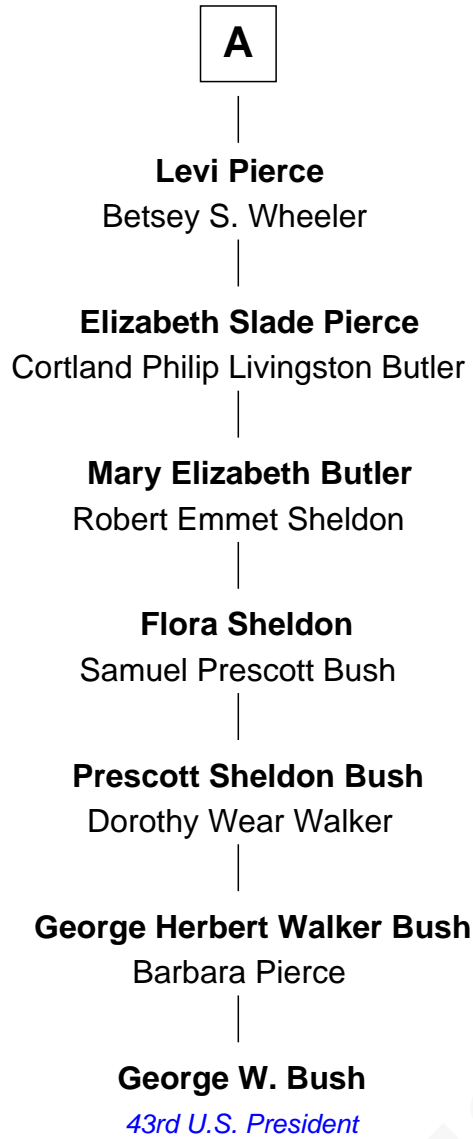 A
Levi Pierce
Betsey S. Wheeler
Elizabeth Slade Pierce
Cortland Philip Livingston Butler
Mary Elizabeth Butler
Robert Emmet Sheldon
Flora Sheldon
Samuel Prescott Bush
Prescott Sheldon Bush
Dorothy Wear Walker
George Herbert Walker Bush
Barbara Pierce
George W. Bush
43rd U.S. President